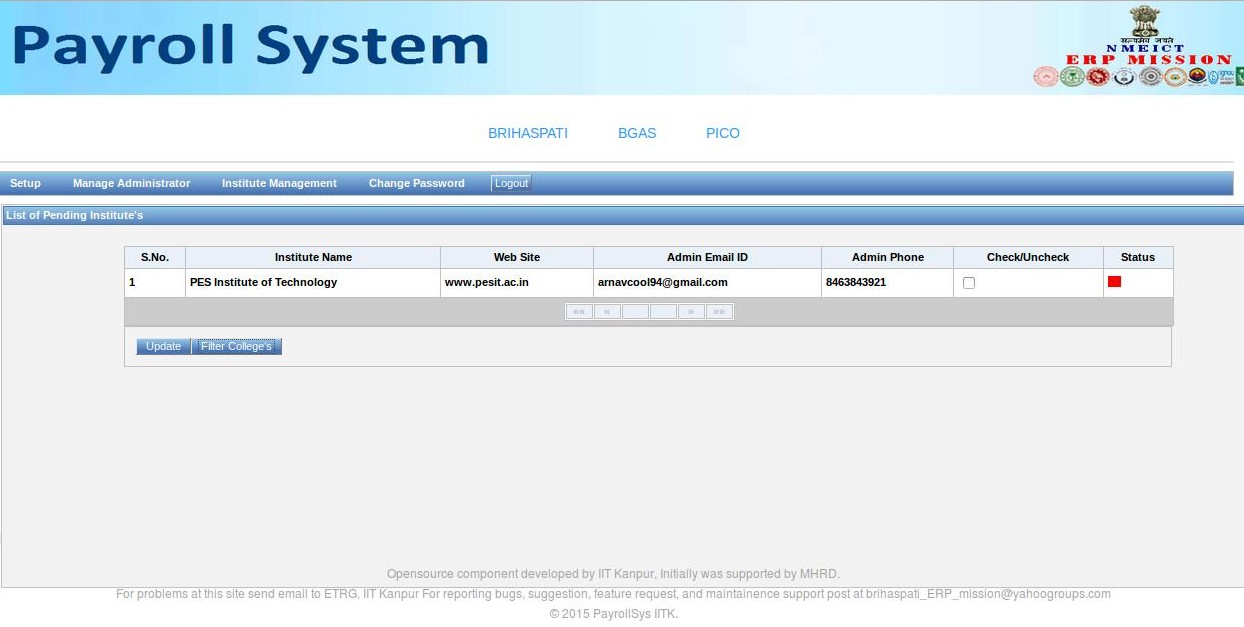 Payroll System
सत्यमेव जयते
NMEICT
ERP MISSION
BRIHASPATI BGAS PICO
Setup Manage Administrator Institute Management Change Password Logout
List of Pending Institute's
S.No. Institute Name Web Site Admin Email ID Admin Phone Check/Uncheck Status
1 PES Institute of Technology www.pesit.ac.in arnavcool94@gmail.com 8463843921
«« « » »»
Update Filter College's
Opensource component developed by IIT Kanpur, Initially was supported by MHRD.
For problems at this site send email to ETRG, IIT Kanpur For reporting bugs, suggestion, feature request, and maintainence support post at brihaspati_ERP_mission@yahoogroups.com
© 2015 PayrollSys IITK.